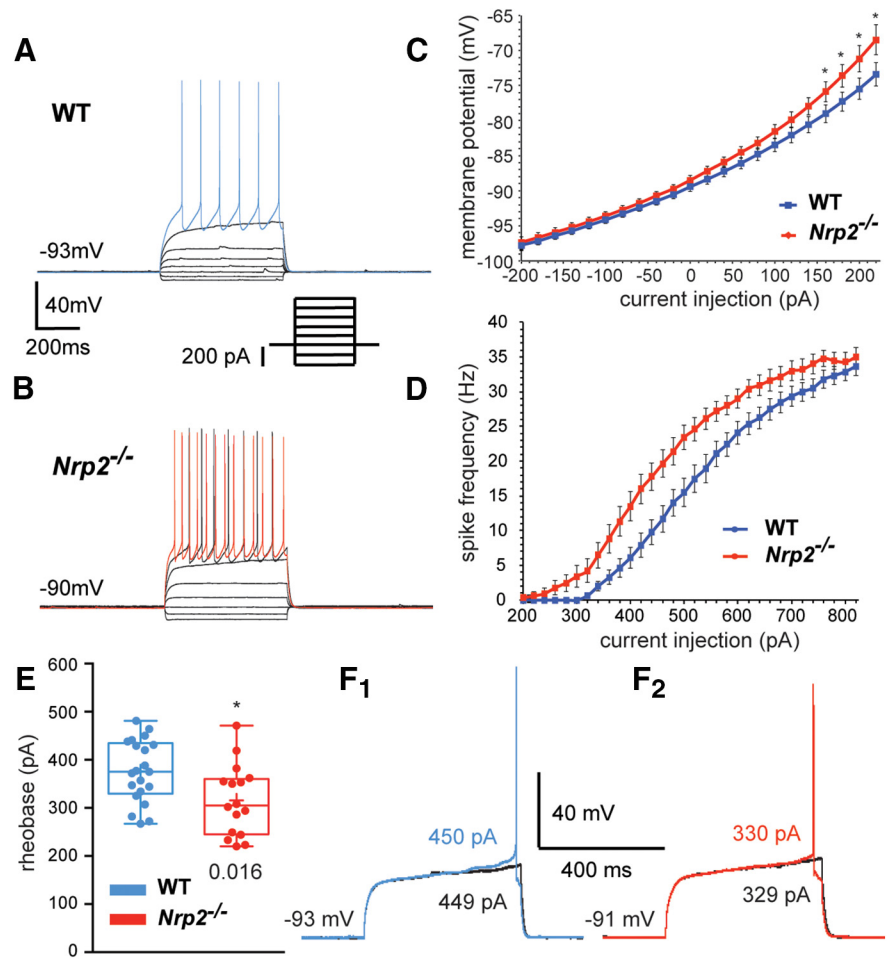 A
WT
-93mV
40mV
200ms
200 pA
B
Nrp2-/-
-90mV
C
membrane potential (mV)
-65
-70
-75
-80
-85
-90
-95
-100
* * * *
WT
Nrp2-/-
-200 -150 -100 -50 0 50 100 150 200
current injection (pA)
D
spike frequency (Hz)
40
35
30
25
20
15
10
5
0
WT
Nrp2-/-
200 300 400 500 600 700 800
current injection (pA)
E
rheobase (pA)
600
500
400
300
200
100
0
*
0.016
WT
Nrp2-/-
F1
450 pA
449 pA
-93 mV
40 mV
400 ms
F2
330 pA
329 pA
-91 mV